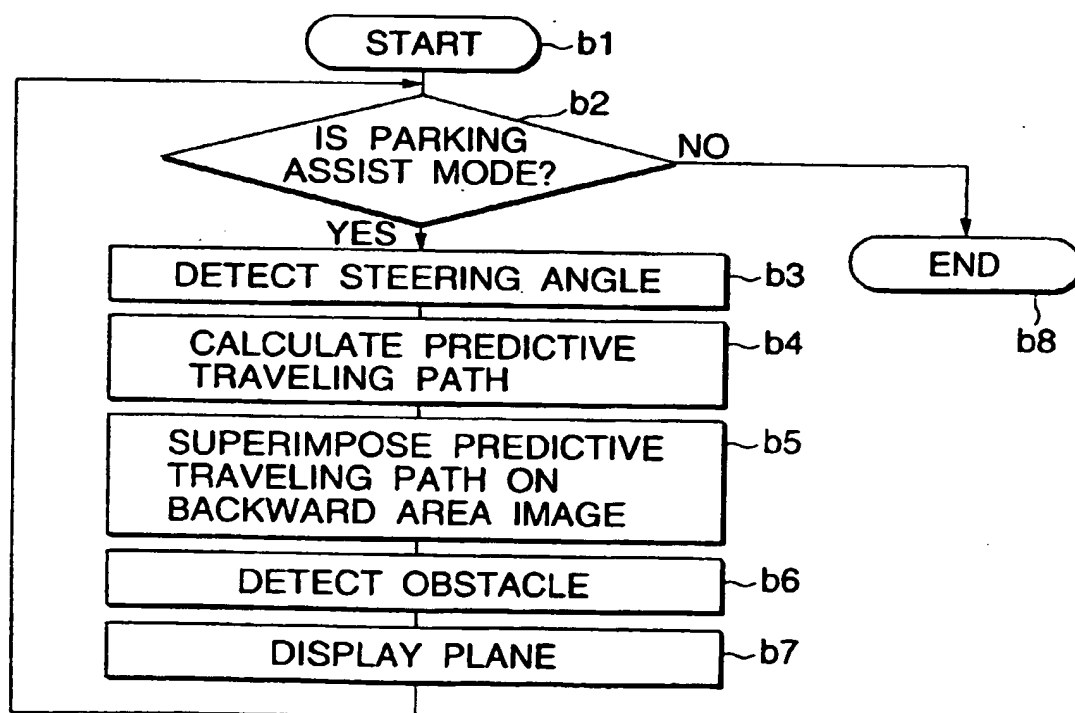 START
b1
b2
IS PARKING
ASSIST MODE?
NO
YES
DETECT STEERING ANGLE
b3
END
b8
CALCULATE PREDICTIVE
TRAVELING PATH
b4
SUPERIMPOSE PREDICTIVE
TRAVELING PATH ON
BACKWARD AREA IMAGE
b5
DETECT OBSTACLE
b6
DISPLAY PLANE
b7